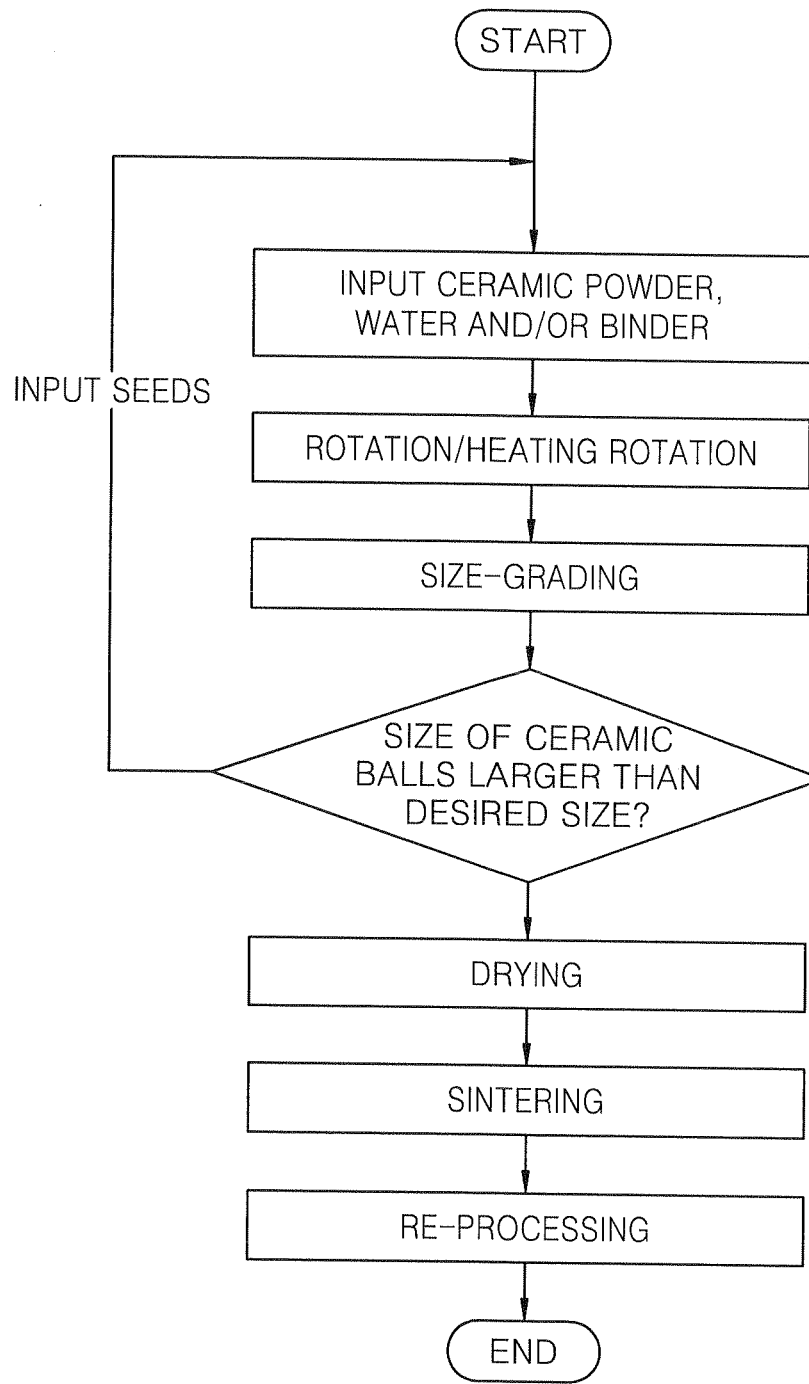 START
INPUT CERAMIC POWDER,
WATER AND/OR BINDER
INPUT SEEDS
ROTATION/HEATING ROTATION
SIZE-GRADING
SIZE OF CERAMIC
BALLS LARGER THAN
DESIRED SIZE?
DRYING
SINTERING
RE-PROCESSING
END